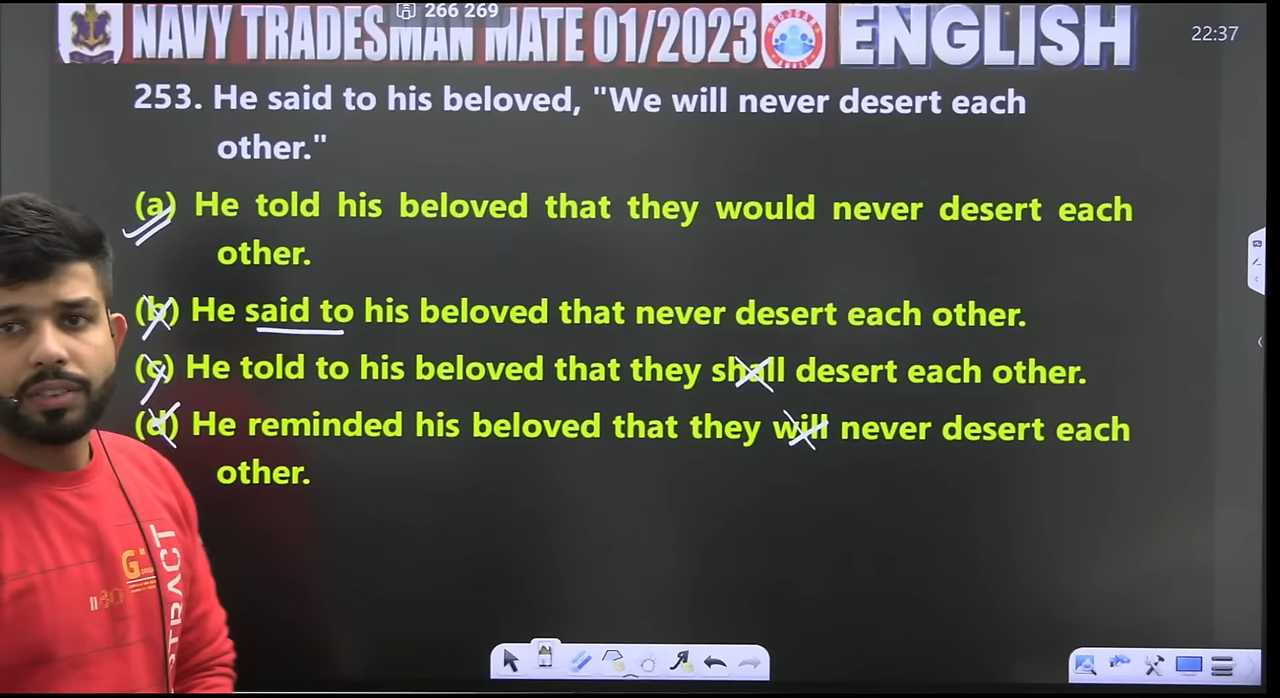 266 269
NAVY TRADESMAN MATE 01/2023 ENGLISH
22:37
253. He said to his beloved, "We will never desert each
other."
(a) He told his beloved that they would never desert each
other.
(b) He said to his beloved that never desert each other.
(c) He told to his beloved that they shall desert each other.
(d) He reminded his beloved that they will never desert each
other.